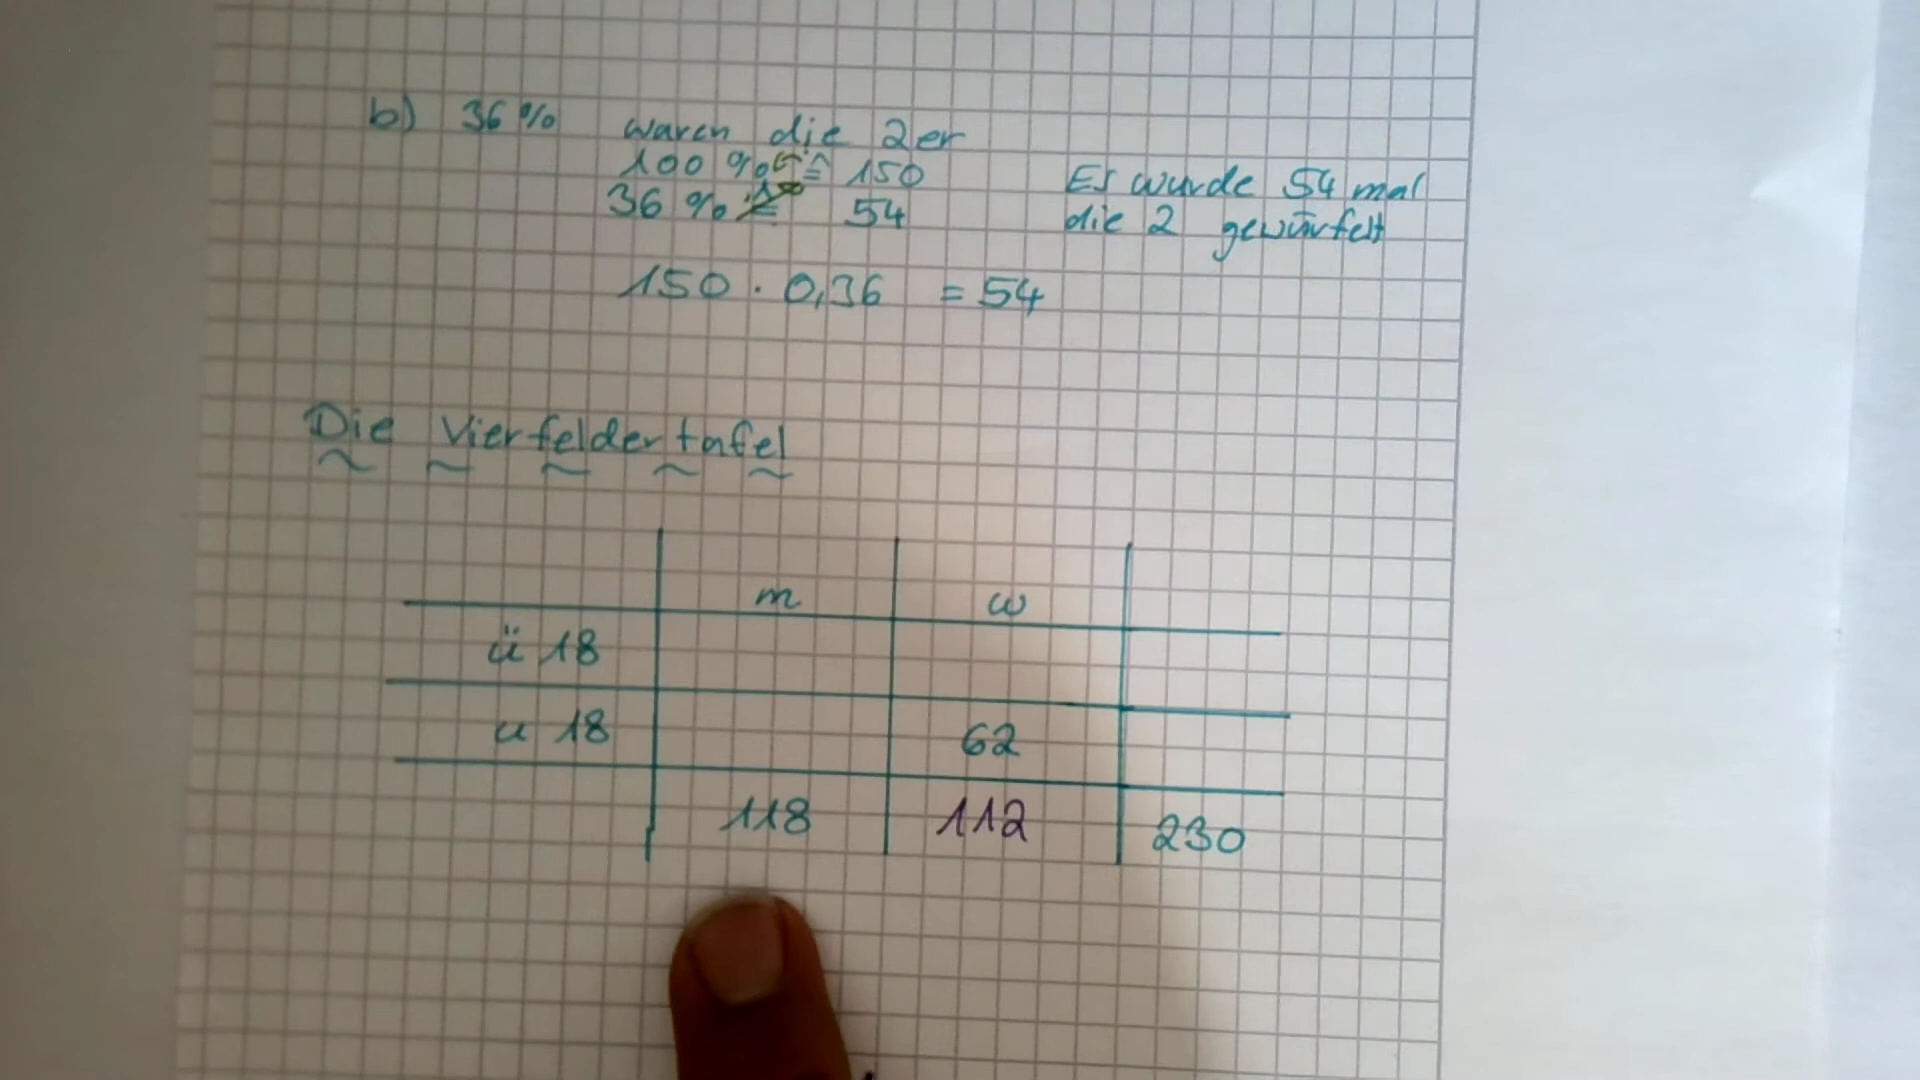 b) 36% waren die 2er
100 % ≙ 150
36 % ≙ 54
Es wurde 54 mal
die 2 gewürfelt
150 · 0,36 = 54
Die Vierfeldertafel
m w
ü 18
u 18 62
118 112 230